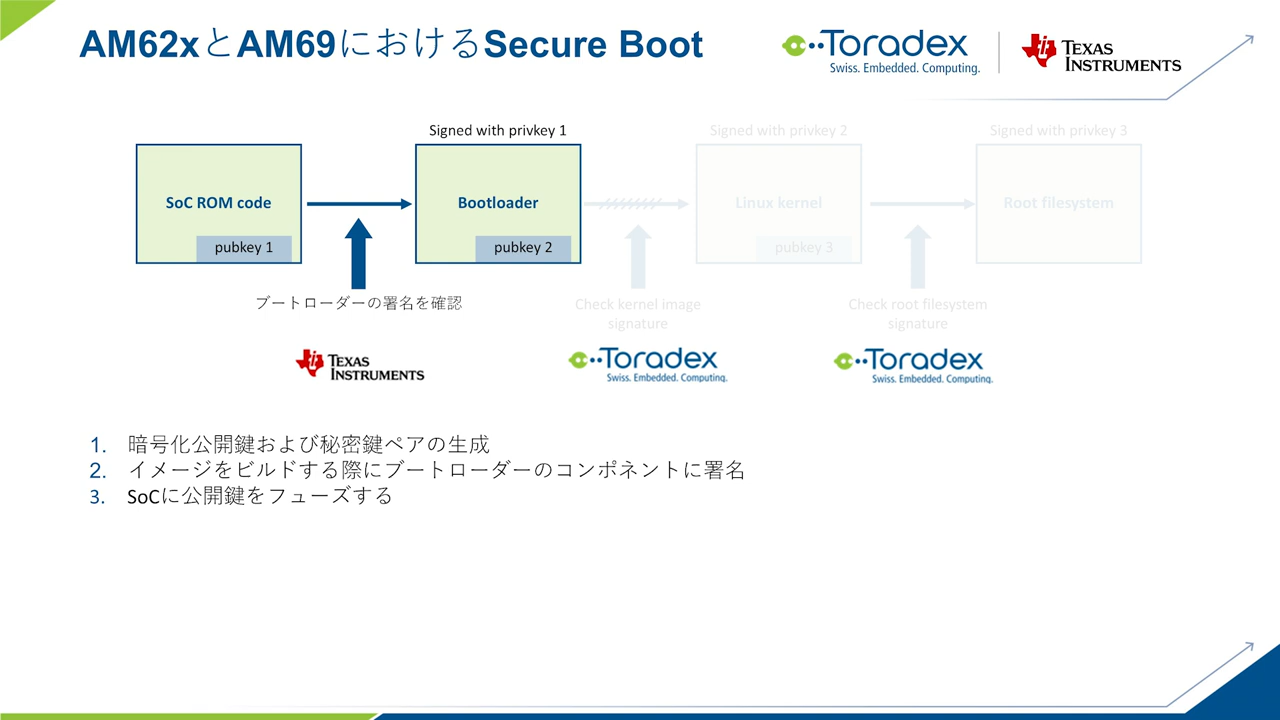 AM62xとAM69におけるSecure Boot
Toradex
Swiss. Embedded. Computing.
TEXAS
INSTRUMENTS
Signed with privkey 1
Signed with privkey 2
Signed with privkey 3
SoC ROM code
pubkey 1
Bootloader
pubkey 2
Linux kernel
pubkey 3
Root filesystem
ブートローダーの署名を確認
Check kernel image
signature
Check root filesystem
signature
TEXAS
INSTRUMENTS
Toradex
Swiss. Embedded. Computing.
Toradex
Swiss. Embedded. Computing.
1. 暗号化公開鍵および秘密鍵ペアの生成
2. イメージをビルドする際にブートローダーのコンポネントに署名
3. SoCに公開鍵をフューズする